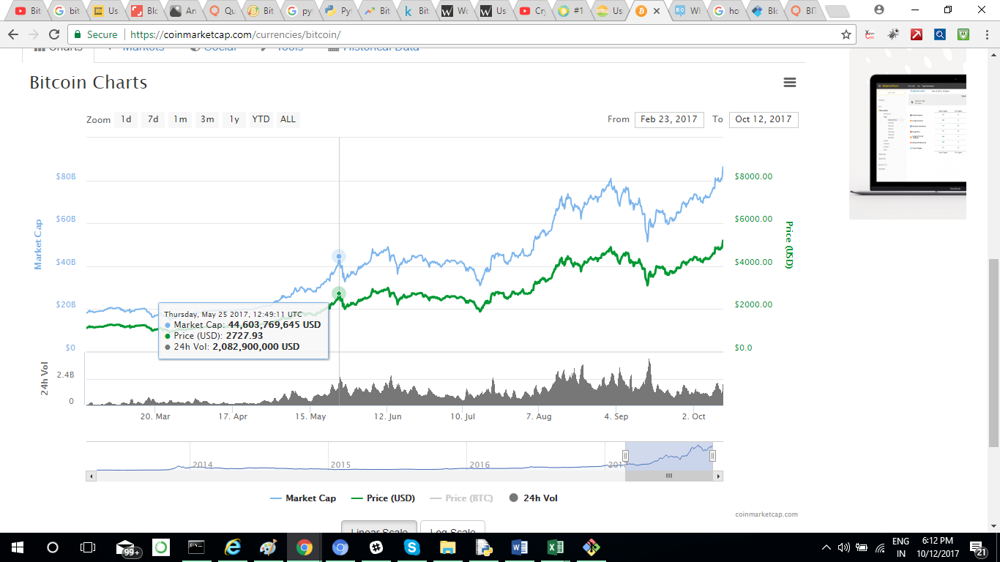 Bit
G bit
Us
Blo
An
Qu
Bit
G pyt
Pyt
Bit
k Bit
W Wo
W Us
Cry
#1
Us
Wh
G ho
Blo
BIT
Secure | https://coinmarketcap.com/currencies/bitcoin/
Charts Markets Social Tools Historical Data
Bitcoin Charts
Zoom 1d 7d 1m 3m 1y YTD ALL From Feb 23, 2017 To Oct 12, 2017
$80B $8000.00
$60B $6000.00
$40B $4000.00
$20B $2000.00
$0 $0.0
Market Cap
Price (USD)
Thursday, May 25 2017, 12:49:11 UTC
Market Cap: 44,603,769,645 USD
Price (USD): 2727.93
24h Vol: 2,082,900,000 USD
24h Vol
2.4B
0
20. Mar 17. Apr 15. May 12. Jun 10. Jul 7. Aug 4. Sep 2. Oct
2014 2015 2016
Market Cap Price (USD) Price (BTC) 24h Vol
coinmarketcap.com
Linear Scale Log Scale
MacBook
99+
ENG 6:12 PM
IN 10/12/2017
21